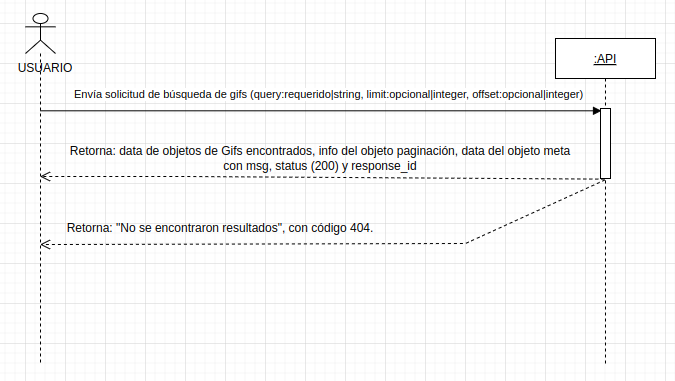 USUARIO
:API
Envía solicitud de búsqueda de gifs (query:requerido|string, limit:opcional|integer, offset:opcional|integer)
Retorna: data de objetos de Gifs encontrados, info del objeto paginación, data del objeto meta
con msg, status (200) y response_id
Retorna: "No se encontraron resultados", con código 404.